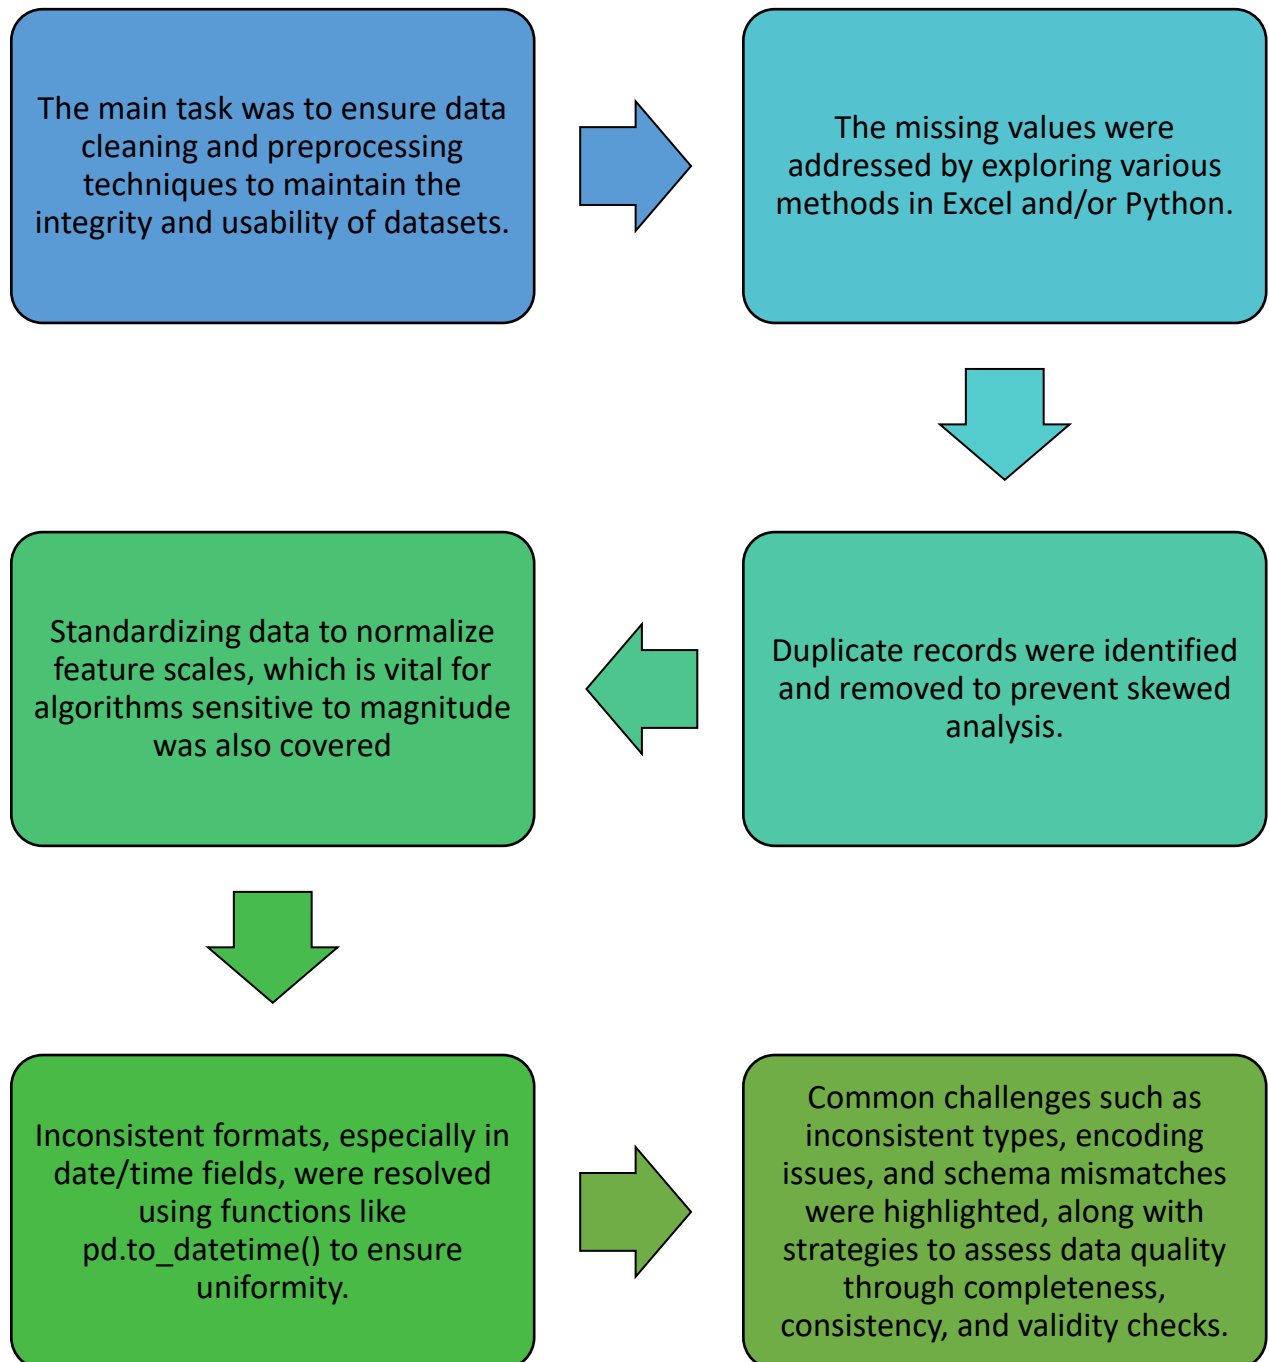 The main task was to ensure data
cleaning and preprocessing
techniques to maintain the
integrity and usability of datasets.
The missing values were
addressed by exploring various
methods in Excel and/or Python.
Duplicate records were identified
and removed to prevent skewed
analysis.
Standardizing data to normalize
feature scales, which is vital for
algorithms sensitive to magnitude
was also covered
Inconsistent formats, especially in
date/time fields, were resolved
using functions like
pd.to_datetime() to ensure
uniformity.
Common challenges such as
inconsistent types, encoding
issues, and schema mismatches
were highlighted, along with
strategies to assess data quality
through completeness,
consistency, and validity checks.